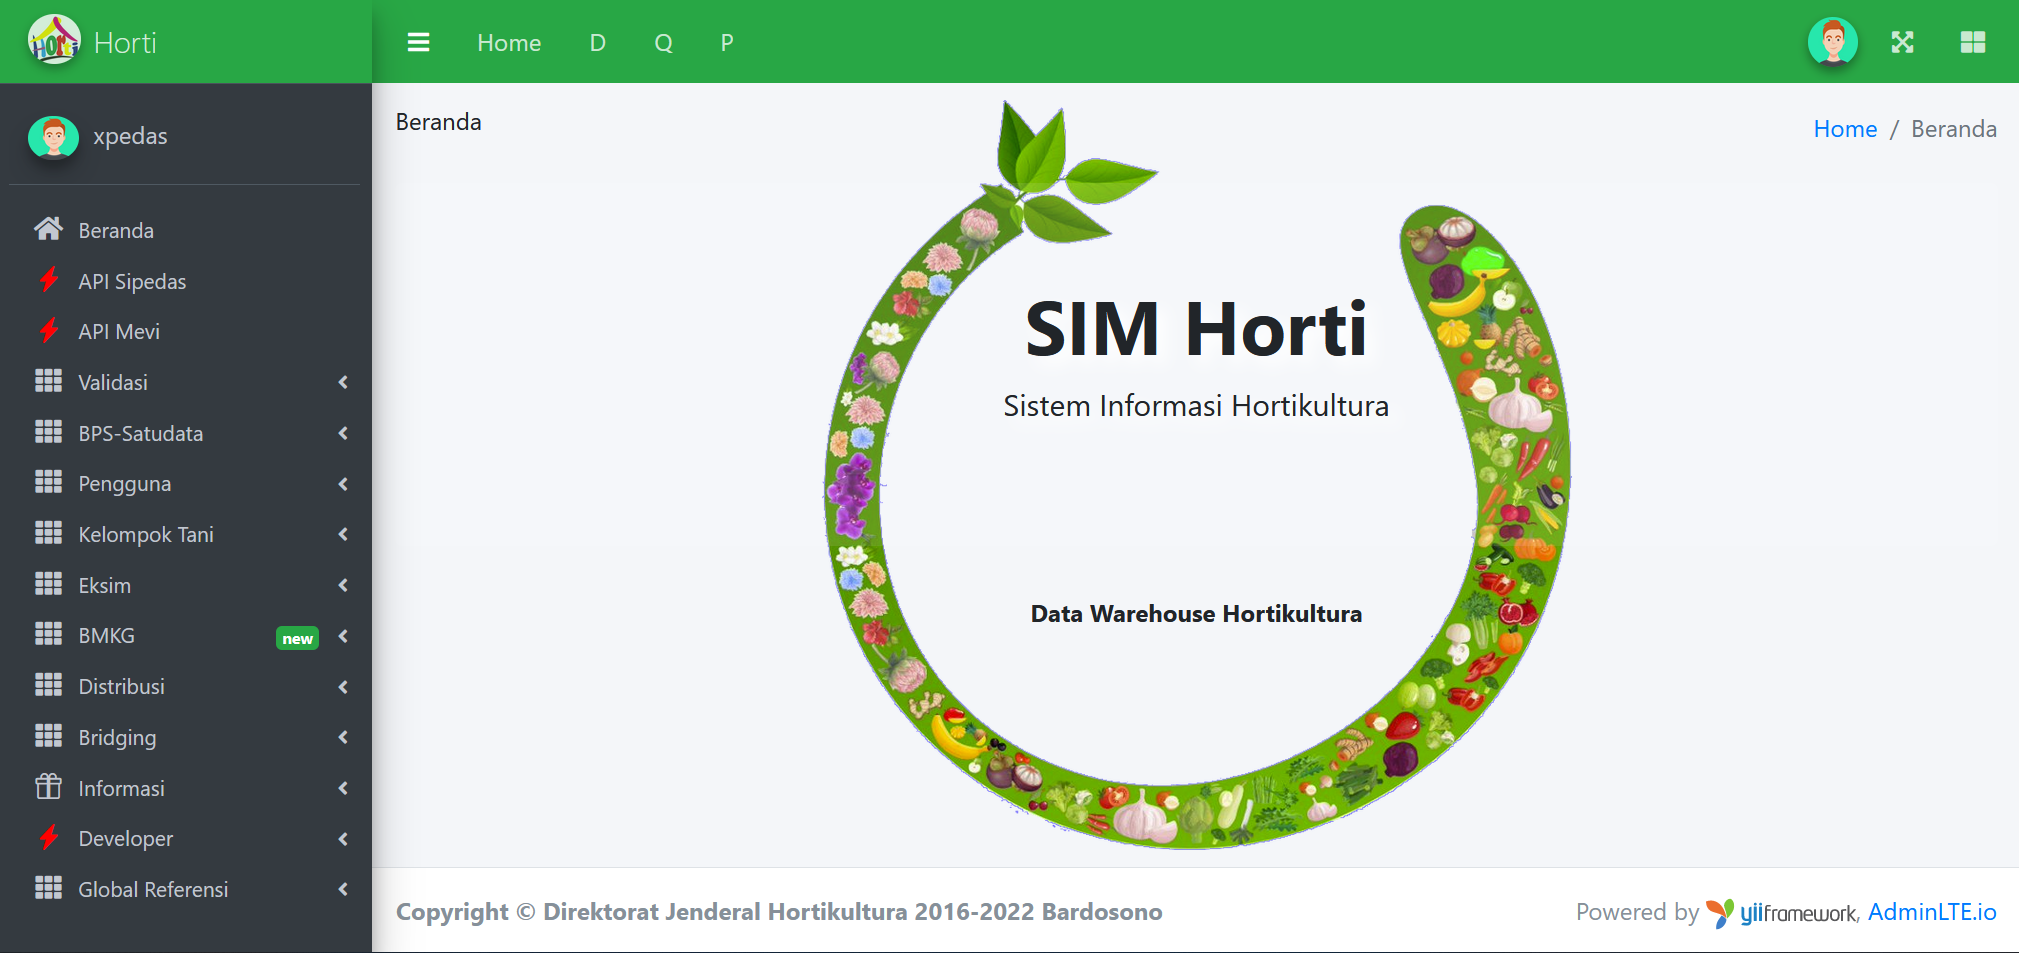 Horti
Horti
Home D Q P
xpedas
Beranda
API Sipedas
API Mevi
Validasi
BPS-Satudata
Pengguna
Kelompok Tani
Eksim
BMKG new
Distribusi
Bridging
Informasi
Developer
Global Referensi
Beranda
Home / Beranda
SIM Horti
Sistem Informasi Hortikultura
Data Warehouse Hortikultura
Copyright © Direktorat Jenderal Hortikultura 2016-2022 Bardosono
Powered by yiiframework, AdminLTE.io